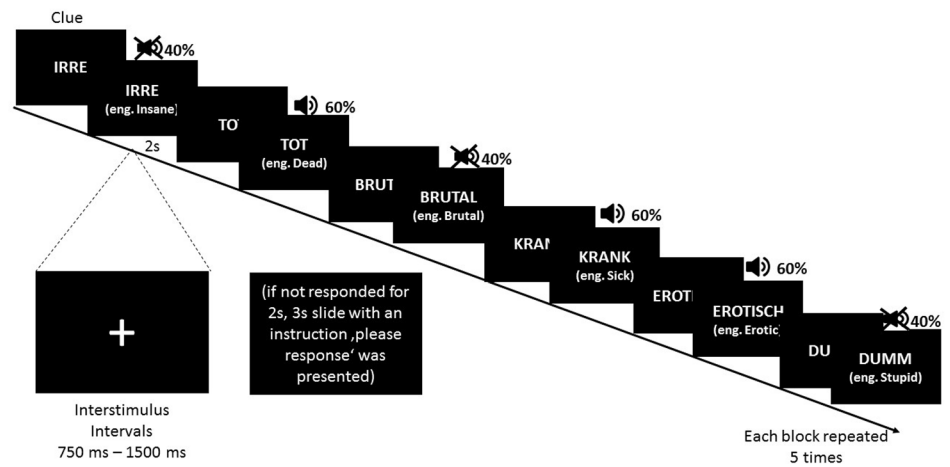 Clue
IRRE
40%
IRRE
(eng. Insane)
2s
TOT
60%
TOT
(eng. Dead)
BRUT
40%
BRUTAL
(eng. Brutal)
KRAN
60%
KRANK
(eng. Sick)
EROTI
60%
EROTISCH
(eng. Erotic)
DU
40%
DUMM
(eng. Stupid)
+
Interstimulus
Intervals
750 ms – 1500 ms
(if not responded for
2s, 3s slide with an
instruction ‚please
response‘ was
presented)
Each block repeated
5 times